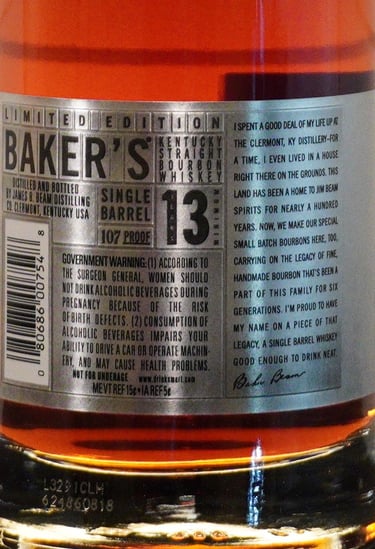 LIMITED EDITION
BAKER'S®
KENTUCKY
STRAIGHT
BOURBON
WHISKEY
DISTILLED AND BOTTLED
BY JAMES B. BEAM DISTILLING
CO. CLERMONT, KENTUCKY USA
SINGLE
BARREL
107 PROOF
13
YEARS
MINIMUM
GOVERNMENT WARNING: (1) ACCORDING TO
THE SURGEON GENERAL, WOMEN SHOULD
NOT DRINK ALCOHOLIC BEVERAGES DURING
PREGNANCY BECAUSE OF THE RISK
OF BIRTH DEFECTS. (2) CONSUMPTION OF
ALCOHOLIC BEVERAGES IMPAIRS YOUR
ABILITY TO DRIVE A CAR OR OPERATE MACHIN-
ERY, AND MAY CAUSE HEALTH PROBLEMS.
NOT FOR UNDERAGE www.drinksmart.com
MEVT REF 15¢•IA REF 5¢
0 80686 00754 8
I SPENT A GOOD DEAL OF MY LIFE UP AT
THE CLERMONT, KY DISTILLERY–FOR
A TIME, I EVEN LIVED IN A HOUSE
RIGHT THERE ON THE GROUNDS. THIS
LAND HAS BEEN A HOME TO JIM BEAM
SPIRITS FOR NEARLY A HUNDRED
YEARS. NOW, WE MAKE OUR SPECIAL
SMALL BATCH BOURBONS HERE, TOO,
CARRYING ON THE LEGACY OF FINE,
HANDMADE BOURBON THAT'S BEEN A
PART OF THIS FAMILY FOR SIX
GENERATIONS. I'M PROUD TO HAVE
MY NAME ON A PIECE OF THAT
LEGACY, A SINGLE BARREL WHISKEY
GOOD ENOUGH TO DRINK NEAT.
Baker Beam
L3291CLH
624860818